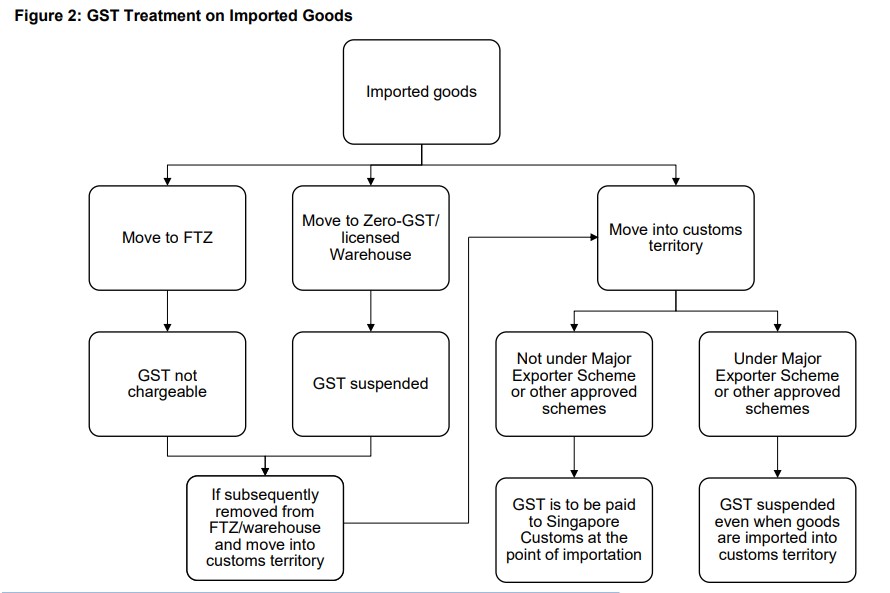 Figure 2: GST Treatment on Imported Goods
Imported goods
Move to FTZ
Move to Zero-GST/
licensed
Warehouse
Move into customs
territory
GST not
chargeable
GST suspended
Not under Major
Exporter Scheme
or other approved
schemes
Under Major
Exporter Scheme
or other approved
schemes
If subsequently
removed from
FTZ/warehouse
and move into
customs territory
GST is to be paid
to Singapore
Customs at the
point of importation
GST suspended
even when goods
are imported into
customs territory